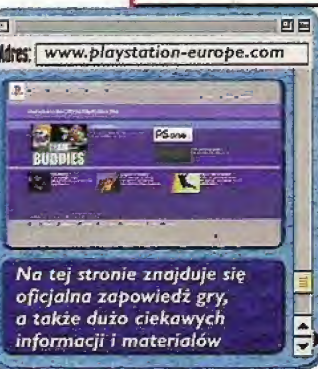 Adres: www.playstation-europe.com
BUDDIES
PSone
Na tej stronie znajduje się
oficjalna zapowiedź gry,
a także dużo ciekawych
informacji i materiałów